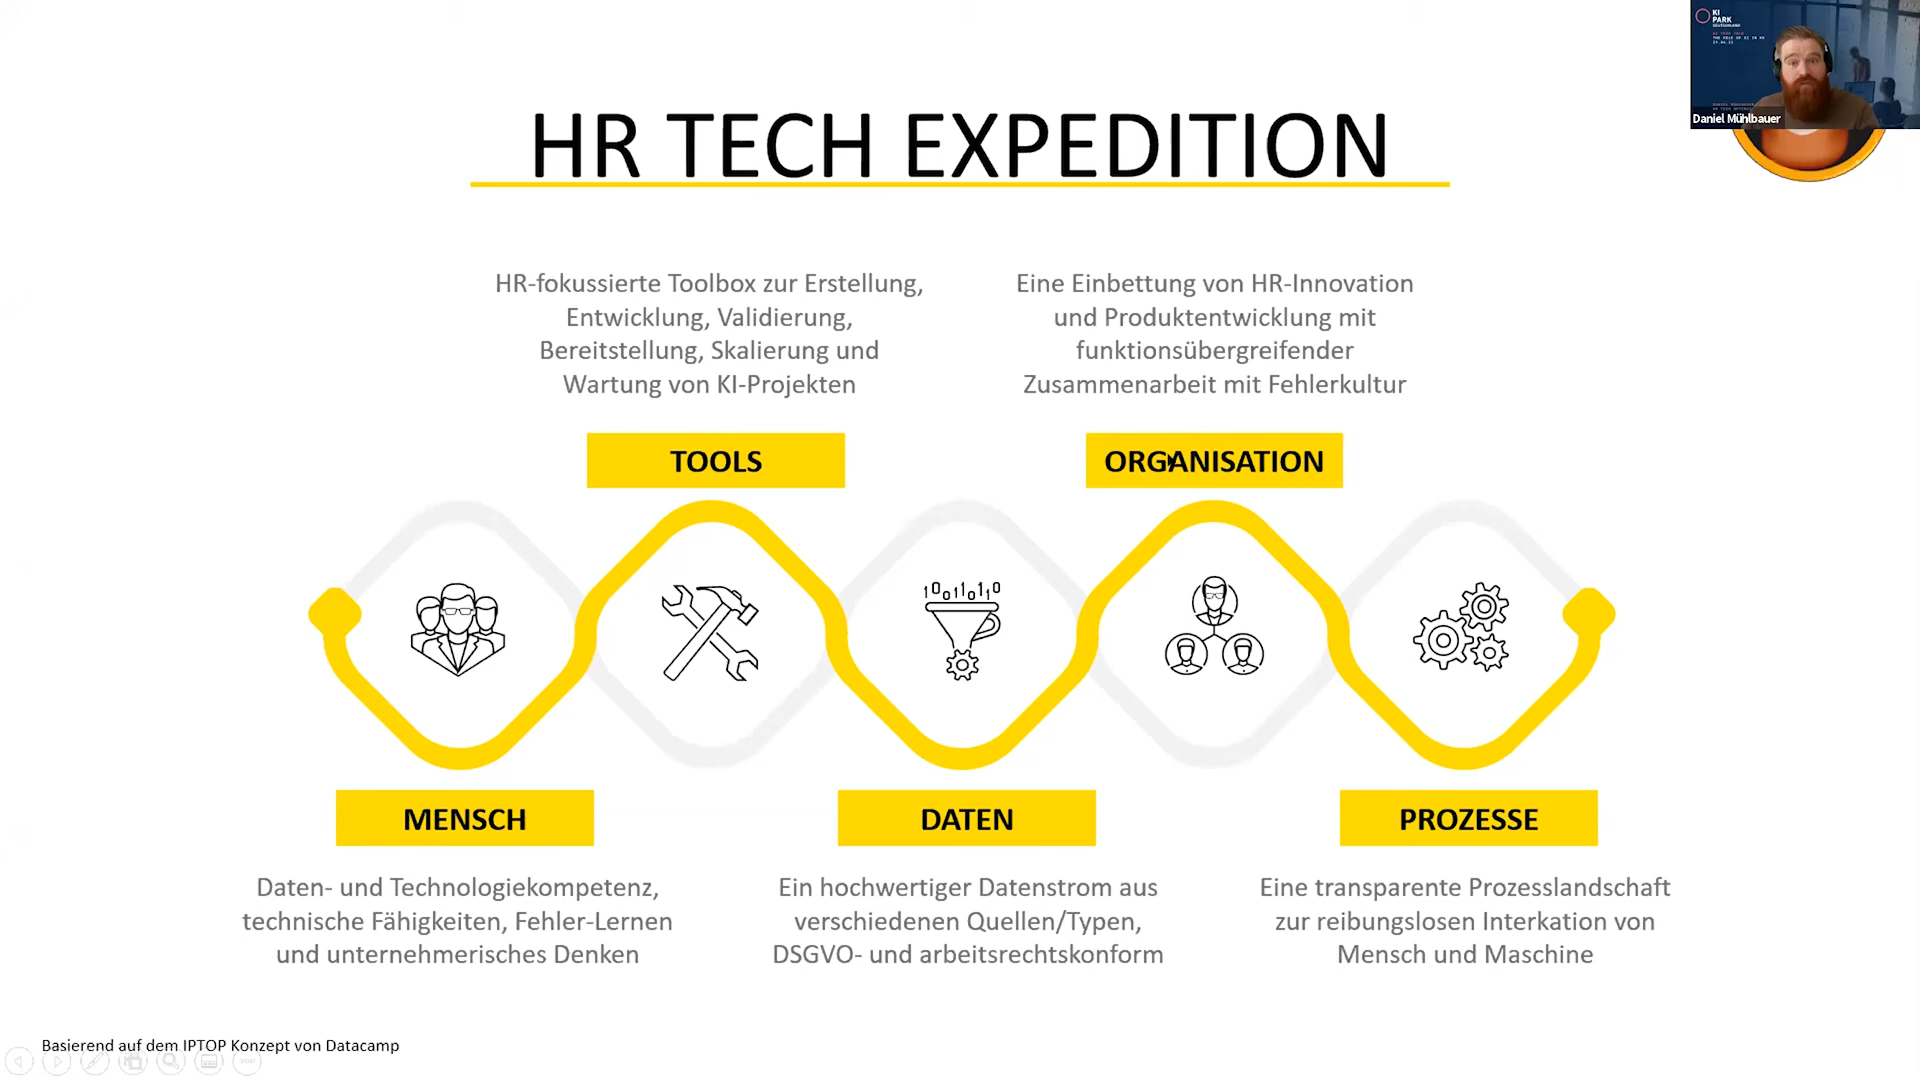 HR TECH EXPEDITION
KI
PARK
DEUTSCHLAND
Daniel Mühlbauer
HR-fokussierte Toolbox zur Erstellung,
Entwicklung, Validierung,
Bereitstellung, Skalierung und
Wartung von KI-Projekten
Eine Einbettung von HR-Innovation
und Produktentwicklung mit
funktionsübergreifender
Zusammenarbeit mit Fehlerkultur
TOOLS
ORGANISATION
MENSCH
DATEN
PROZESSE
Daten- und Technologiekompetenz,
technische Fähigkeiten, Fehler-Lernen
und unternehmerisches Denken
Ein hochwertiger Datenstrom aus
verschiedenen Quellen/Typen,
DSGVO- und arbeitsrechtskonform
Eine transparente Prozesslandschaft
zur reibungslosen Interkation von
Mensch und Maschine
Basierend auf dem IPTOP Konzept von Datacamp